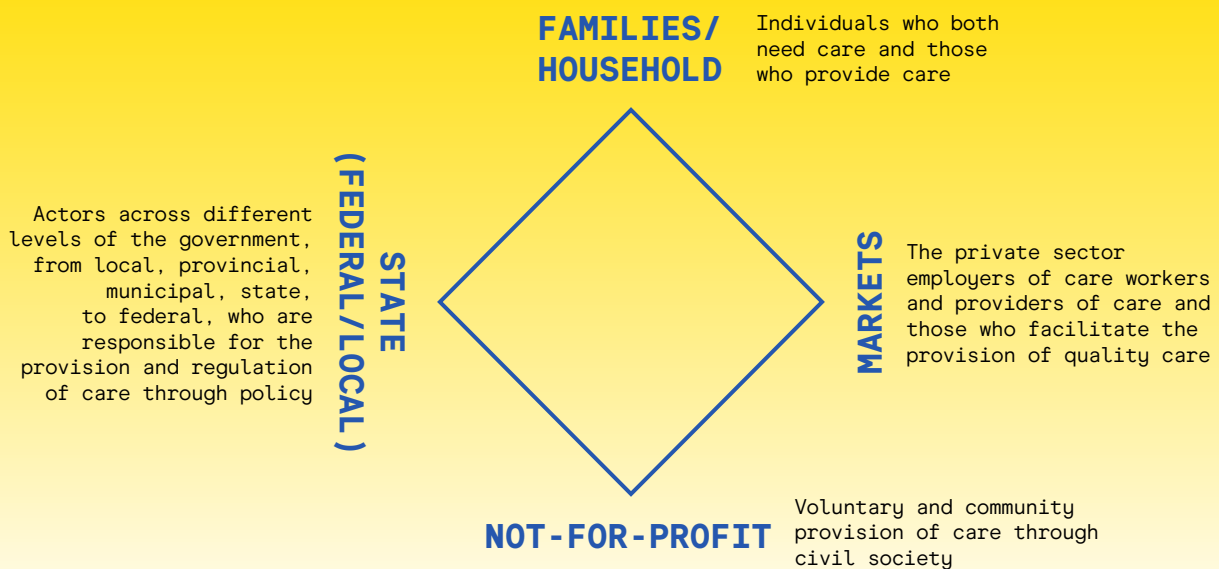 FAMILIES/
HOUSEHOLD
Individuals who both
need care and those
who provide care
STATE
(FEDERAL/LOCAL)
Actors across different
levels of the government,
from local, provincial,
municipal, state,
to federal, who are
responsible for the
provision and regulation
of care through policy
MARKETS
The private sector
employers of care workers
and providers of care and
those who facilitate the
provision of quality care
NOT-FOR-PROFIT
Voluntary and community
provision of care through
civil society